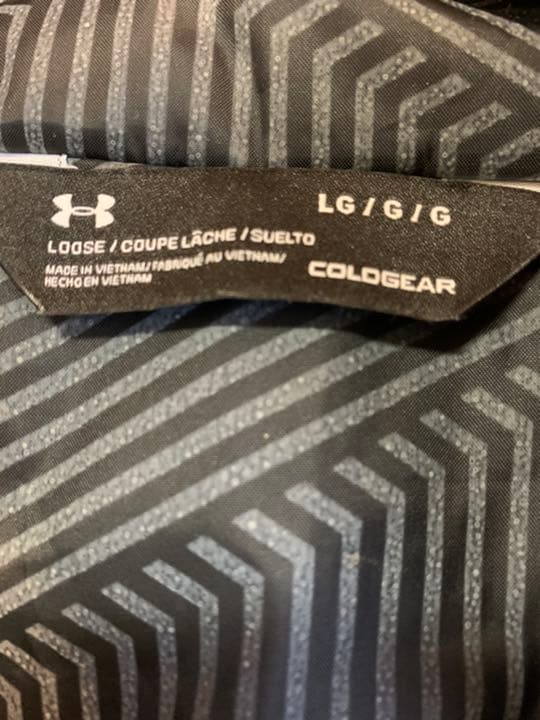 LG / G / G
LOOSE / COUPE LÂCHE / SUELTO
MADE IN VIETNAM/FABRIQUÉ AU VIETNAM/
HECHO EN VIETNAM
COLDGEAR